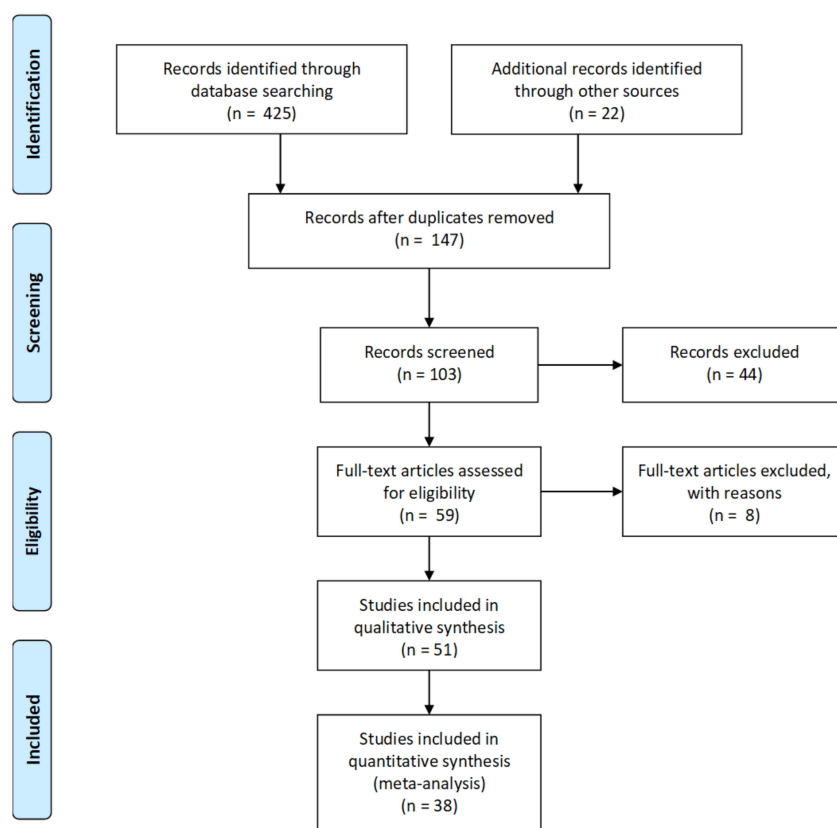 Identification
Records identified through
database searching
(n = 425)
Additional records identified
through other sources
(n = 22)
Records after duplicates removed
(n = 147)
Screening
Records screened
(n = 103)
Records excluded
(n = 44)
Eligibility
Full-text articles assessed
for eligibility
(n = 59)
Full-text articles excluded,
with reasons
(n = 8)
Studies included in
qualitative synthesis
(n = 51)
Included
Studies included in
quantitative synthesis
(meta-analysis)
(n = 38)